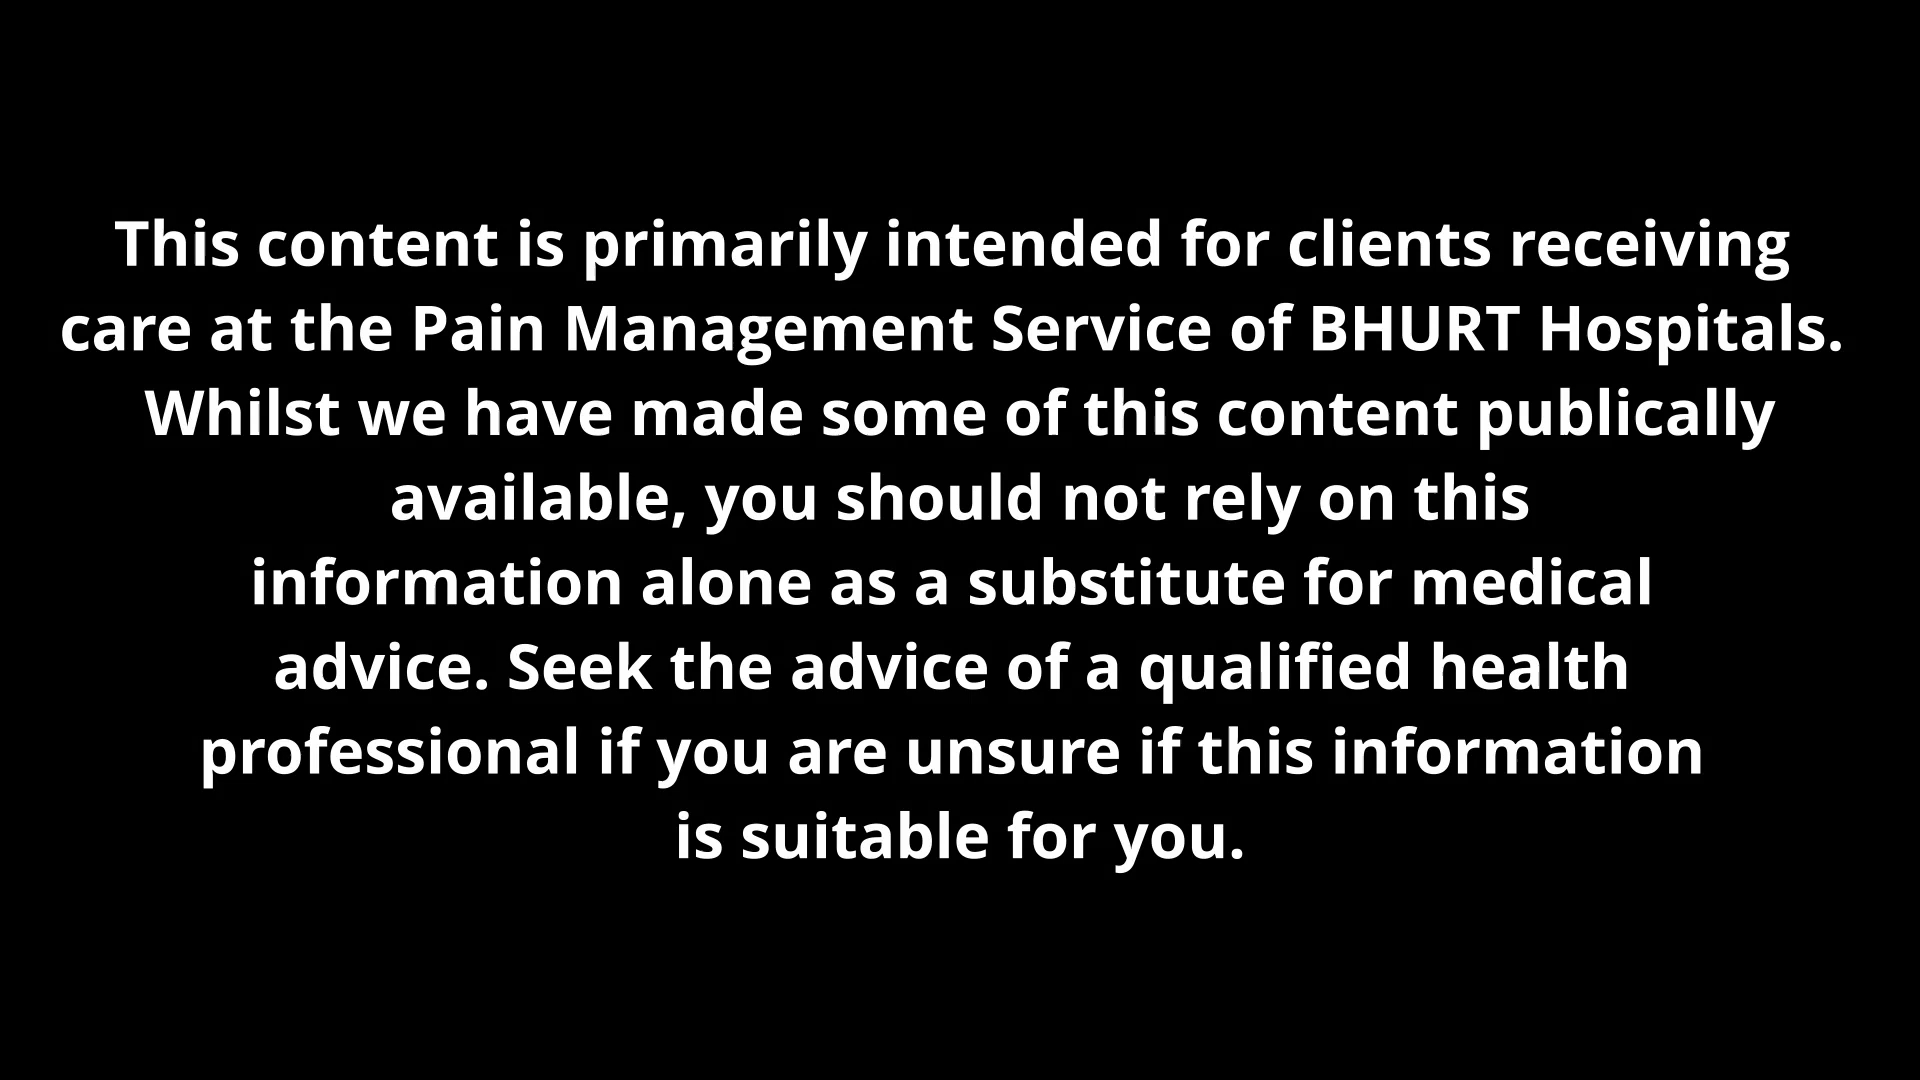 This content is primarily intended for clients receiving
care at the Pain Management Service of BHURT Hospitals.
Whilst we have made some of this content publically
available, you should not rely on this
information alone as a substitute for medical
advice. Seek the advice of a qualified health
professional if you are unsure if this information
is suitable for you.